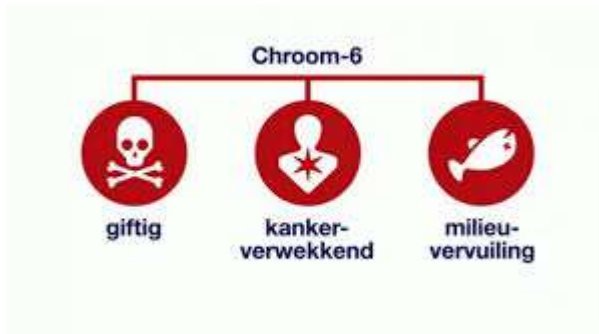 Chroom-6
giftig
kanker-
verwekkend
milieu-
vervuiling